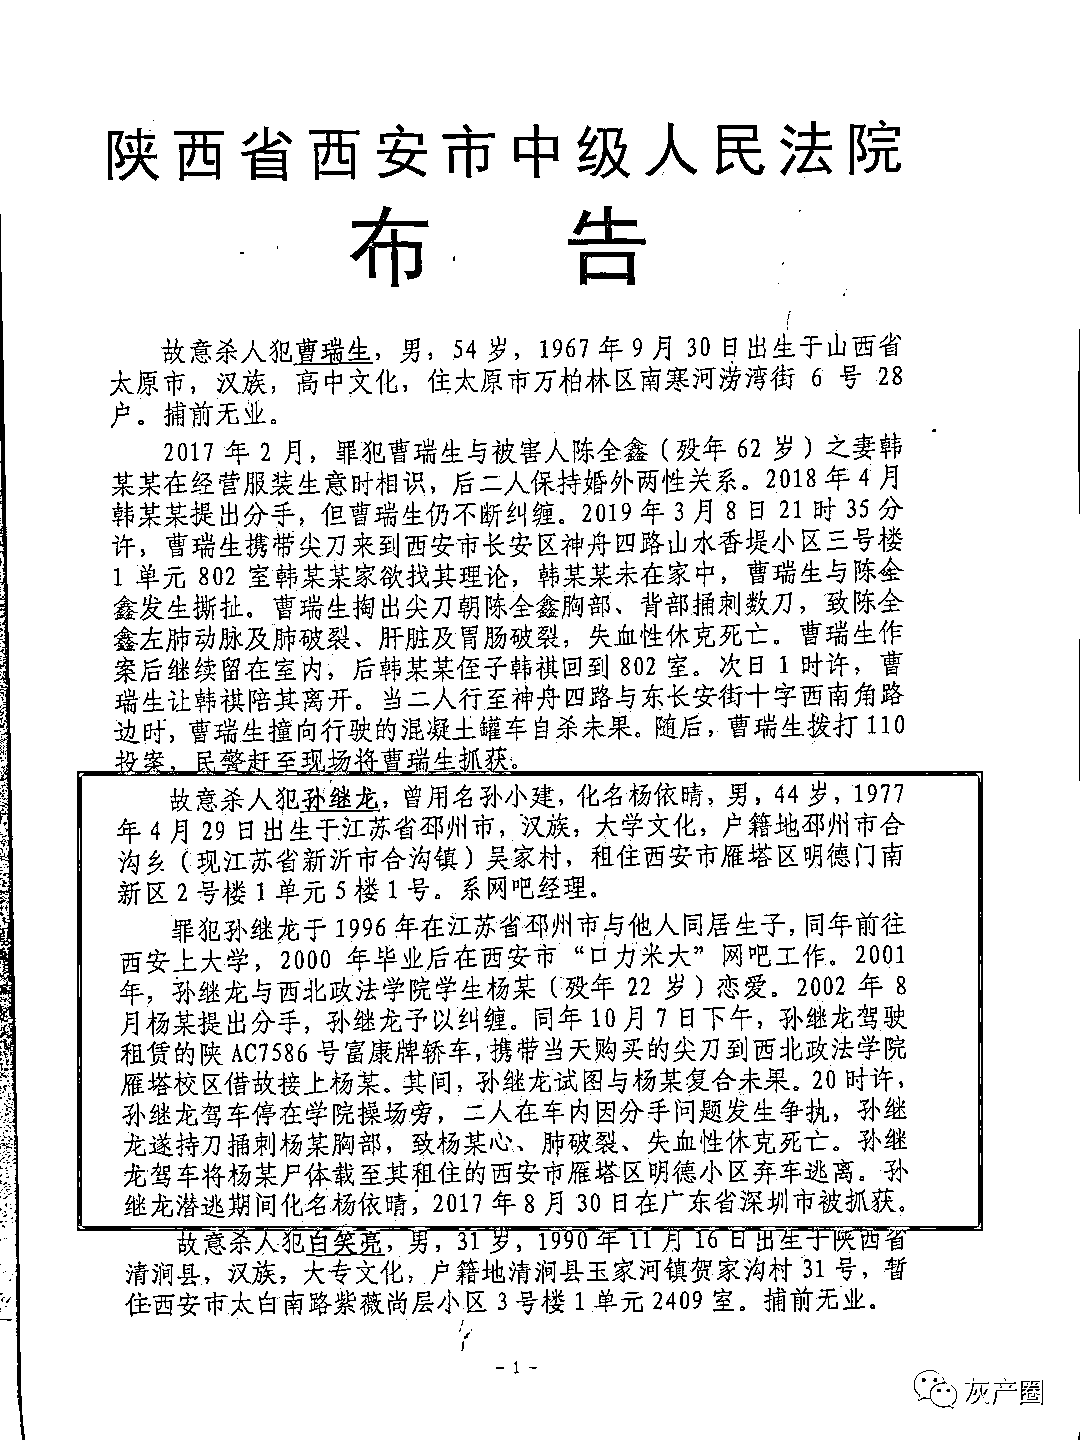 陕西省西安市中级人民法院
布 告
故意杀人犯曹瑞生，男，54岁，1967年9月30日出生于山西省
太原市，汉族，高中文化，住太原市万柏林区南寒河涝湾街 6 号 28
户。捕前无业。
2017年2月，罪犯曹瑞生与被害人陈全鑫（殁年62岁）之妻韩
某某在经营服装生意时相识，后二人保持婚外两性关系。2018年4月
韩某某提出分手，但曹瑞生仍不断纠缠。2019年3月8日21时35分
许，曹瑞生携带尖刀来到西安市长安区神舟四路山水香堤小区三号楼
1单元802室韩某某家欲找其理论，韩某某未在家中，曹瑞生与陈全
鑫发生撕扯。曹瑞生掏出尖刀朝陈全鑫胸部、背部捅刺数刀，致陈全
鑫左肺动脉及肺破裂、肝脏及胃肠破裂，失血性休克死亡。曹瑞生作
案后继续留在室内，后韩某某侄子韩祺回到802室。次日1时许，曹
瑞生让韩祺陪其离开。当二人行至神舟四路与东长安街十字西南角路
边时，曹瑞生撞向行驶的混凝土罐车自杀未果。随后，曹瑞生拨打110
投案，民警赶至现场将曹瑞生抓获。
故意杀人犯孙继龙，曾用名孙小建，化名杨依晴，男，44岁，1977
年4月29日出生于江苏省邳州市，汉族，大学文化，户籍地邳州市合
沟乡（现江苏省新沂市合沟镇）吴家村，租住西安市雁塔区明德门南
新区2号楼1单元5楼1号。系网吧经理。
罪犯孙继龙于1996年在江苏省邳州市与他人同居生子，同年前往
西安上大学，2000 年毕业后在西安市“口力米大”网吧工作。2001
年，孙继龙与西北政法学院学生杨某（殁年22岁）恋爱。2002年8
月杨某提出分手，孙继龙予以纠缠。同年10月7日下午，孙继龙驾驶
租赁的陕AC7586号富康牌轿车，携带当天购买的尖刀到西北政法学院
雁塔校区借故接上杨某。其间，孙继龙试图与杨某复合未果。20时许，
孙继龙驾车停在学院操场旁，二人在车内因分手问题发生争执，孙继
龙遂持刀捅刺杨某胸部，致杨某心、肺破裂、失血性休克死亡。孙继
龙驾车将杨某尸体载至其租住的西安市雁塔区明德小区弃车逃离。孙
继龙潜逃期间化名杨依晴，2017年8月30日在广东省深圳市被抓获。
故意杀人犯白笑亮，男，31岁，1990年11月16日出生于陕西省
清涧县，汉族，大专文化，户籍地清涧县玉家河镇贺家沟村31号，暂
住西安市太白南路紫薇尚层小区3号楼1单元2409室。捕前无业。
- 1 -
灰产圈